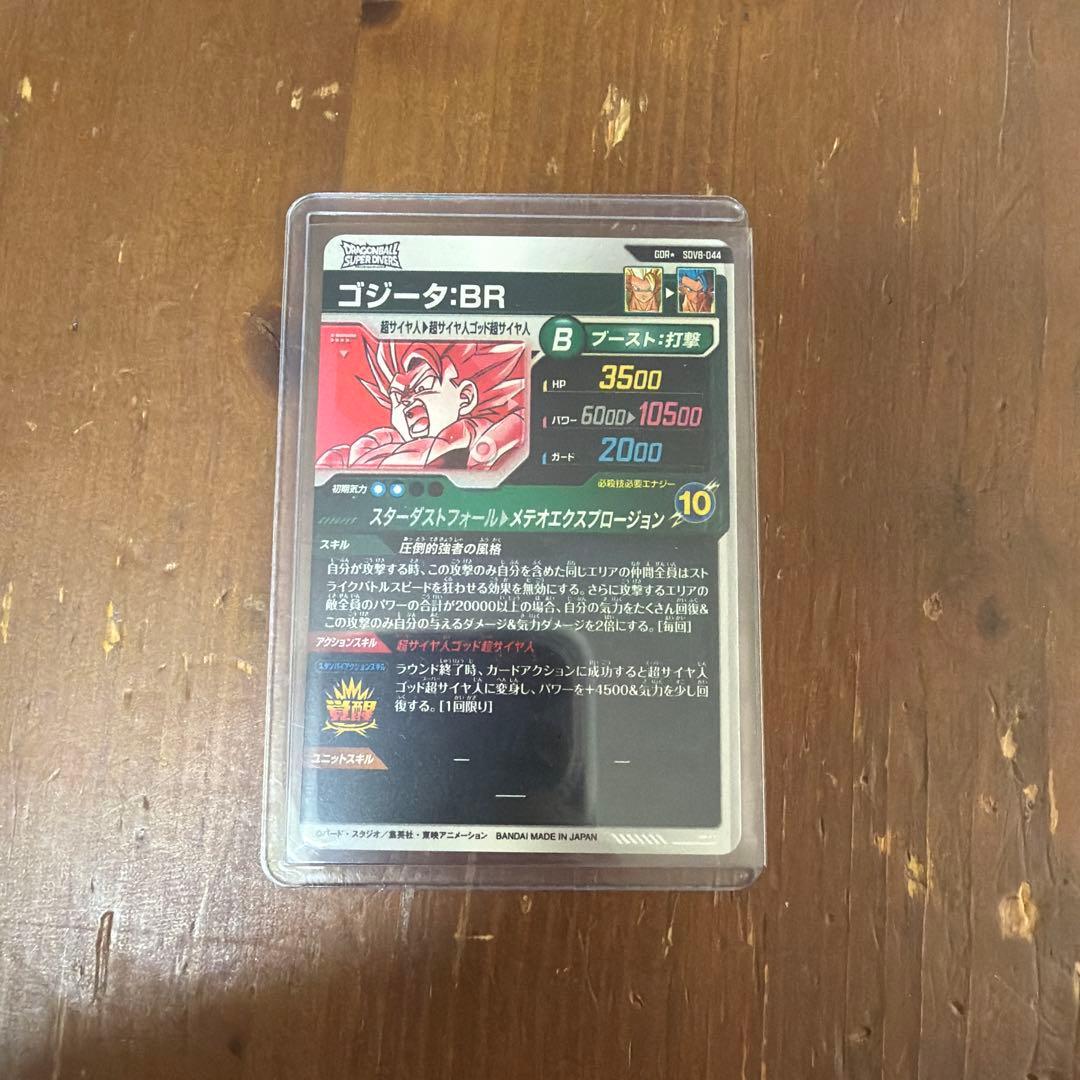 DRAGONBALL
SUPER DIVERS
GDR★ SDV8-044
ゴジータ:BR
超サイヤ人▶超サイヤ人ゴッド超サイヤ人
B ブースト:打撃
HP 3500
パワー 6000▶10500
ガード 2000
初期気力
必殺技必要エナジー
10
スターダストフォール▶メテオエクスプロージョン
スキル 圧倒的強者の風格
自分が攻撃する時、この攻撃のみ自分を含めた同じエリアの仲間全員はスト
ライクバトルスピードを狂わせる効果を無効にする。さらに攻撃するエリアの
敵全員のパワーの合計が20000以上の場合、自分の気力をたくさん回復&
この攻撃のみ自分の与えるダメージ&気力ダメージを2倍にする。[毎回]
アクションスキル 超サイヤ人ゴッド超サイヤ人
スタンバイアクションスキル
覚醒
ラウンド終了時、カードアクションに成功すると超サイヤ人
ゴッド超サイヤ人に変身し、パワーを+4500&気力を少し回
復する。[1回限り]
ユニットスキル
— —
—
©バード・スタジオ/集英社・東映アニメーション BANDAI MADE IN JAPAN